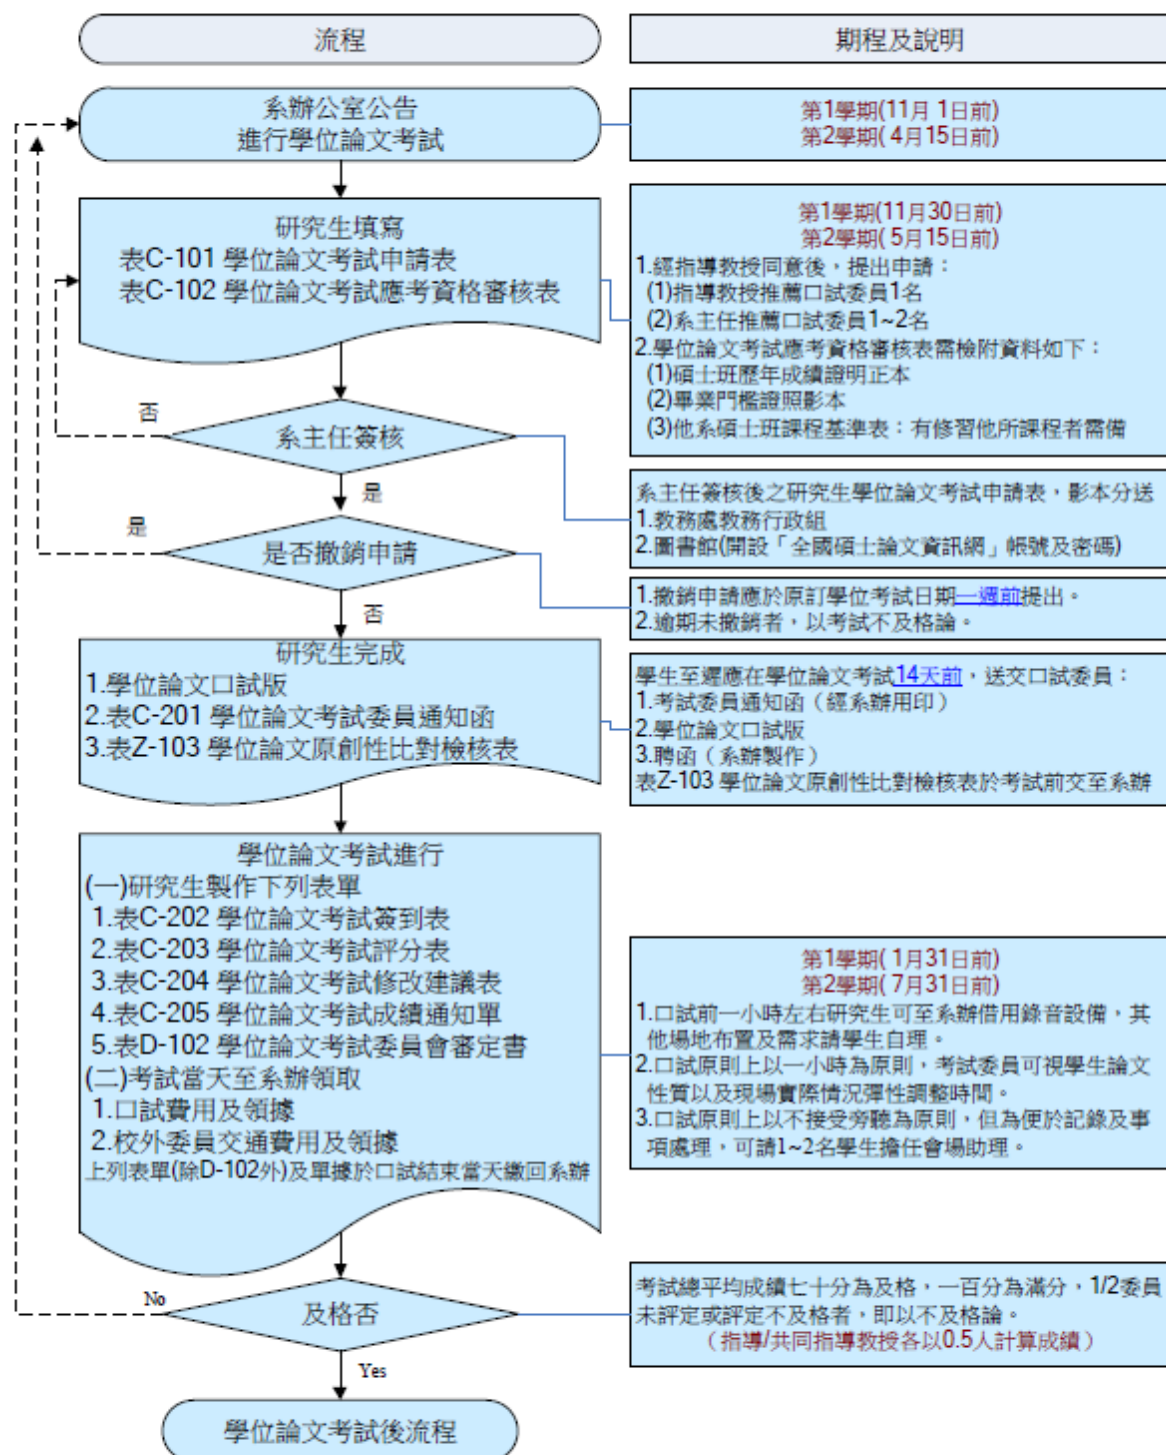 流程
期程及說明
系辦公室公告
進行學位論文考試
第1學期(11月 1日前)
第2學期( 4月15日前)
研究生填寫
表C-101 學位論文考試申請表
表C-102 學位論文考試應考資格審核表
第1學期(11月30日前)
第2學期( 5月15日前)
1.經指導教授同意後，提出申請：
(1)指導教授推薦口試委員1名
(2)系主任推薦口試委員1~2名
2.學位論文考試應考資格審核表需檢附資料如下：
(1)碩士班歷年成績證明正本
(2)畢業門檻證照影本
(3)他系碩士班課程基準表：有修習他所課程者需備
否
系主任簽核
是
系主任簽核後之研究生學位論文考試申請表，影本分送
1.教務處教務行政組
2.圖書館(開設「全國碩士論文資訊網」帳號及密碼)
是
是否撤銷申請
否
1.撤銷申請應於原訂學位考試日期一週前提出。
2.逾期未撤銷者，以考試不及格論。
研究生完成
1.學位論文口試版
2.表C-201 學位論文考試委員通知函
3.表Z-103 學位論文原創性比對檢核表
學生至遲應在學位論文考試14天前，送交口試委員：
1.考試委員通知函（經系辦用印）
2.學位論文口試版
3.聘函（系辦製作）
表Z-103 學位論文原創性比對檢核表於考試前交至系辦
學位論文考試進行
(一)研究生製作下列表單
1.表C-202 學位論文考試簽到表
2.表C-203 學位論文考試評分表
3.表C-204 學位論文考試修改建議表
4.表C-205 學位論文考試成績通知單
5.表D-102 學位論文考試委員會審定書
(二)考試當天至系辦領取
1.口試費用及領據
2.校外委員交通費用及領據
上列表單(除D-102外)及單據於口試結束當天繳回系辦
第1學期( 1月31日前)
第2學期( 7月31日前)
1.口試前一小時左右研究生可至系辦借用錄音設備，其
他場地布置及需求請學生自理。
2.口試原則上以一小時為原則，考試委員可視學生論文
性質以及現場實際情況彈性調整時間。
3.口試原則上以不接受旁聽為原則，但為便於記錄及事
項處理，可請1~2名學生擔任會場助理。
No
及格否
Yes
考試總平均成績七十分為及格，一百分為滿分，1/2委員
未評定或評定不及格者，即以不及格論。
（指導/共同指導教授各以0.5人計算成績）
學位論文考試後流程